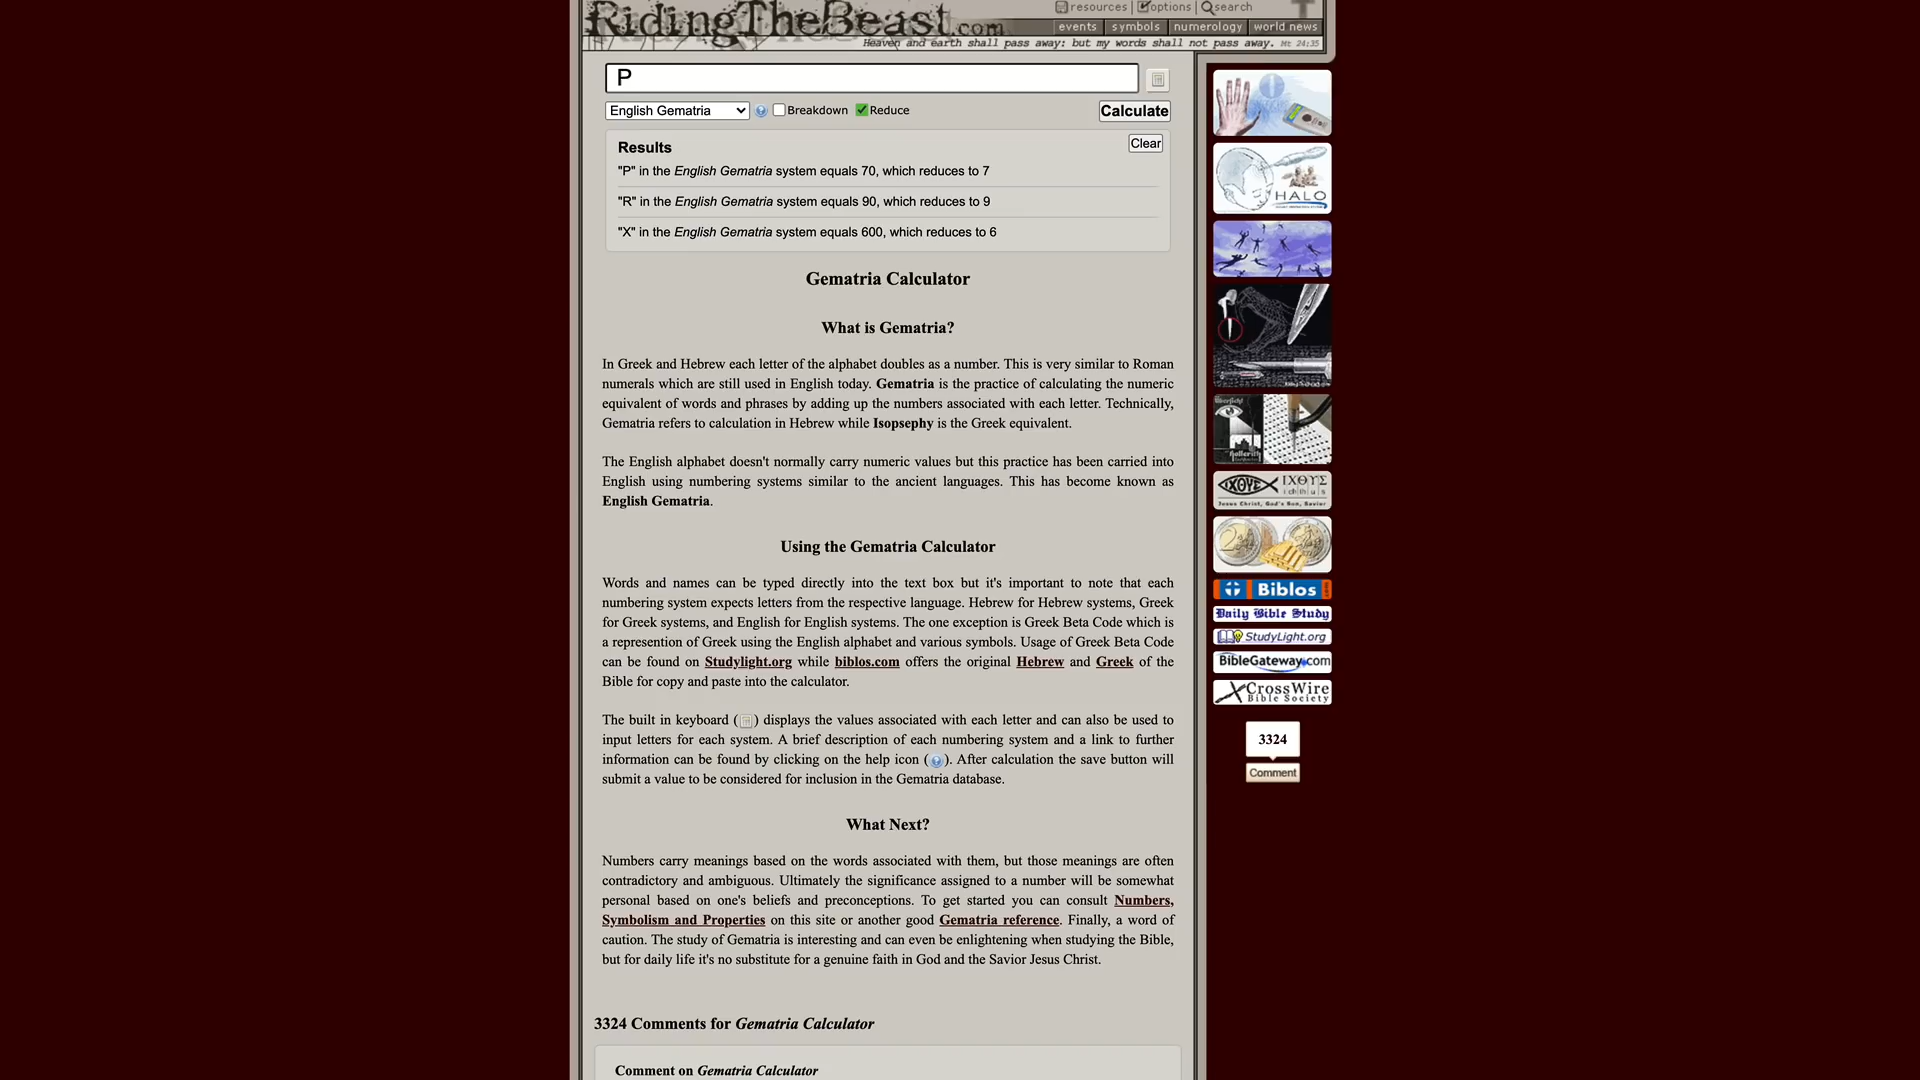 resources | options | search
RidingTheBeast.com
events symbols numerology world news
Heaven and earth shall pass away: but my words shall not pass away. Mt 24:35
P
English Gematria Breakdown Reduce Calculate
Results Clear
"P" in the English Gematria system equals 70, which reduces to 7
"R" in the English Gematria system equals 90, which reduces to 9
"X" in the English Gematria system equals 600, which reduces to 6
Gematria Calculator
What is Gematria?
In Greek and Hebrew each letter of the alphabet doubles as a number. This is very similar to Roman
numerals which are still used in English today. Gematria is the practice of calculating the numeric
equivalent of words and phrases by adding up the numbers associated with each letter. Technically,
Gematria refers to calculation in Hebrew while Isopsephy is the Greek equivalent.
The English alphabet doesn't normally carry numeric values but this practice has been carried into
English using numbering systems similar to the ancient languages. This has become known as
English Gematria.
Using the Gematria Calculator
Words and names can be typed directly into the text box but it's important to note that each
numbering system expects letters from the respective language. Hebrew for Hebrew systems, Greek
for Greek systems, and English for English systems. The one exception is Greek Beta Code which is
a represention of Greek using the English alphabet and various symbols. Usage of Greek Beta Code
can be found on Studylight.org while biblos.com offers the original Hebrew and Greek of the
Bible for copy and paste into the calculator.
The built in keyboard ( ) displays the values associated with each letter and can also be used to
input letters for each system. A brief description of each numbering system and a link to further
information can be found by clicking on the help icon ( ). After calculation the save button will
submit a value to be considered for inclusion in the Gematria database.
What Next?
Numbers carry meanings based on the words associated with them, but those meanings are often
contradictory and ambiguous. Ultimately the significance assigned to a number will be somewhat
personal based on one's beliefs and preconceptions. To get started you can consult Numbers,
Symbolism and Properties on this site or another good Gematria reference. Finally, a word of
caution. The study of Gematria is interesting and can even be enlightening when studying the Bible,
but for daily life it's no substitute for a genuine faith in God and the Savior Jesus Christ.
3324 Comments for Gematria Calculator
Comment on Gematria Calculator
HALO
Hollerith
ΙΧΘΥΣ ΙΧΘΥΣ
ichthus
Jesus Christ, God's Son, Savior
Biblos
Daily Bible Study
StudyLight.org
BibleGateway.com
CrossWire
Bible Society
3324
Comment